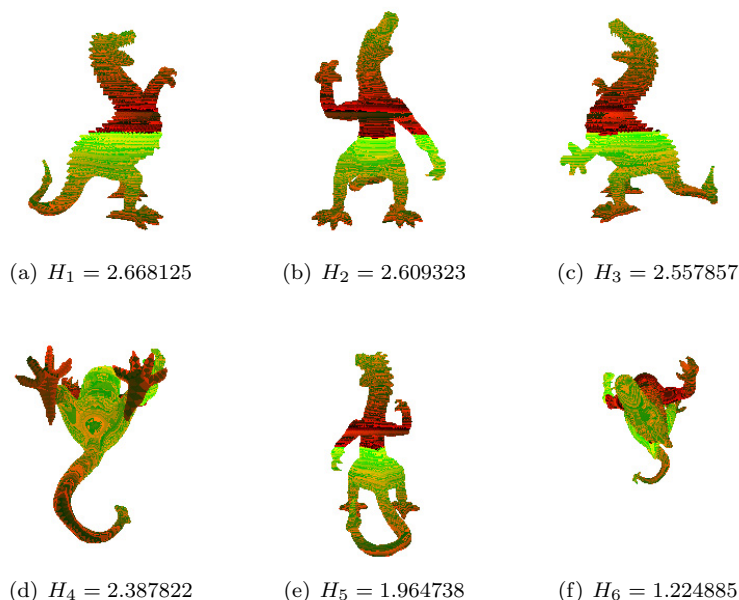 (a) H₁ = 2.668125
(b) H₂ = 2.609323
(c) H₃ = 2.557857
(d) H₄ = 2.387822
(e) H₅ = 1.964738
(f) H₆ = 1.224885